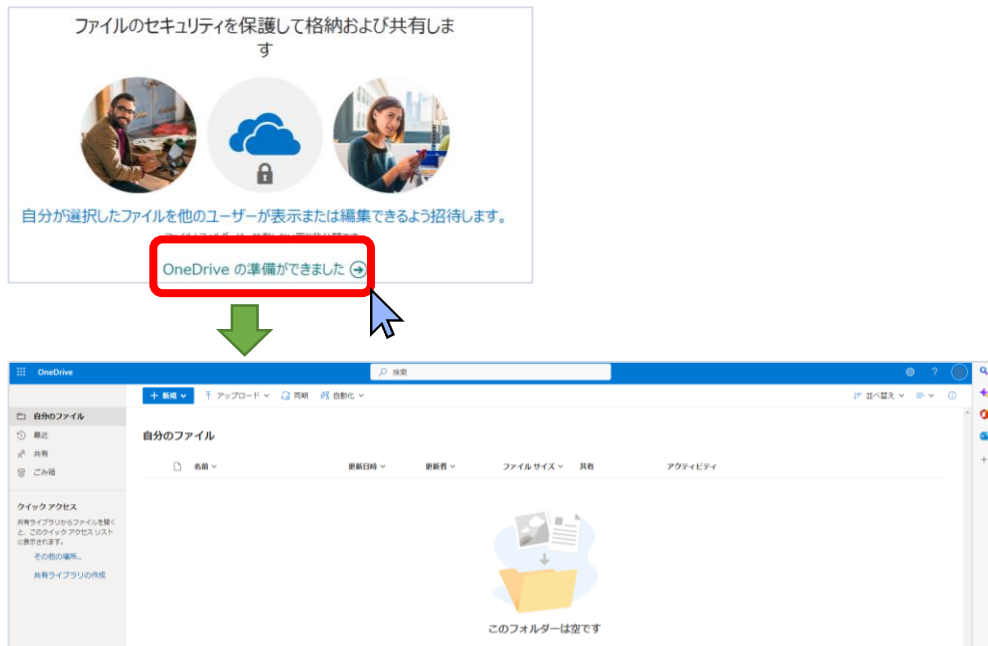 ファイルのセキュリティを保護して格納および共有しま
す
自分が選択したファイルを他のユーザーが表示または編集できるよう招待します。
OneDrive の準備ができました
OneDrive
検索
?
+ 新規
アップロード
同期
自動化
並べ替え
自分のファイル
最近
共有
ごみ箱
クイック アクセス
共有ライブラリからファイルを開く
と、このクイック アクセス リスト
に表示されます。
その他の場所...
共有ライブラリの作成
自分のファイル
名前
更新日時
更新者
ファイル サイズ
共有
アクティビティ
このフォルダーは空です